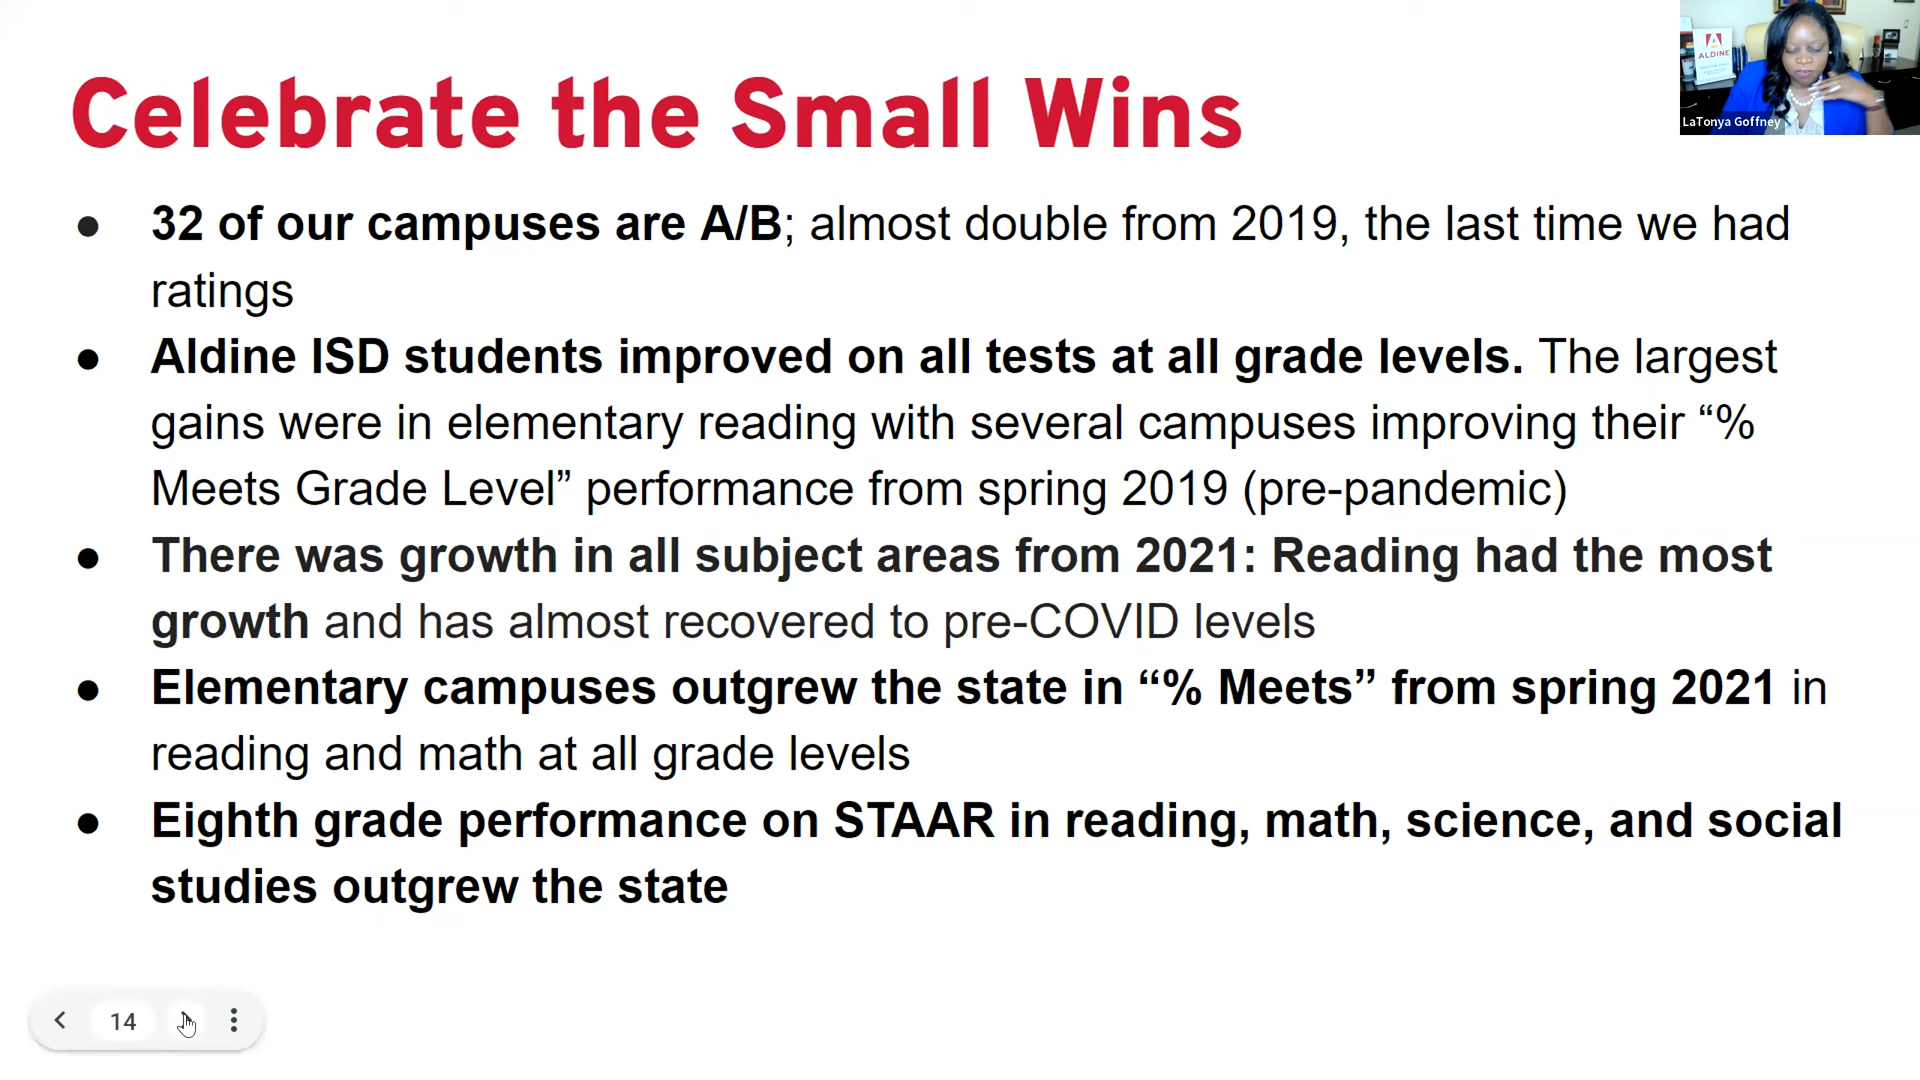 Celebrate the Small Wins
ALDINE
LaTonya Goffney
● 32 of our campuses are A/B; almost double from 2019, the last time we had
ratings
● Aldine ISD students improved on all tests at all grade levels. The largest
gains were in elementary reading with several campuses improving their “%
Meets Grade Level” performance from spring 2019 (pre-pandemic)
● There was growth in all subject areas from 2021: Reading had the most
growth and has almost recovered to pre-COVID levels
● Elementary campuses outgrew the state in “% Meets” from spring 2021 in
reading and math at all grade levels
● Eighth grade performance on STAAR in reading, math, science, and social
studies outgrew the state
14